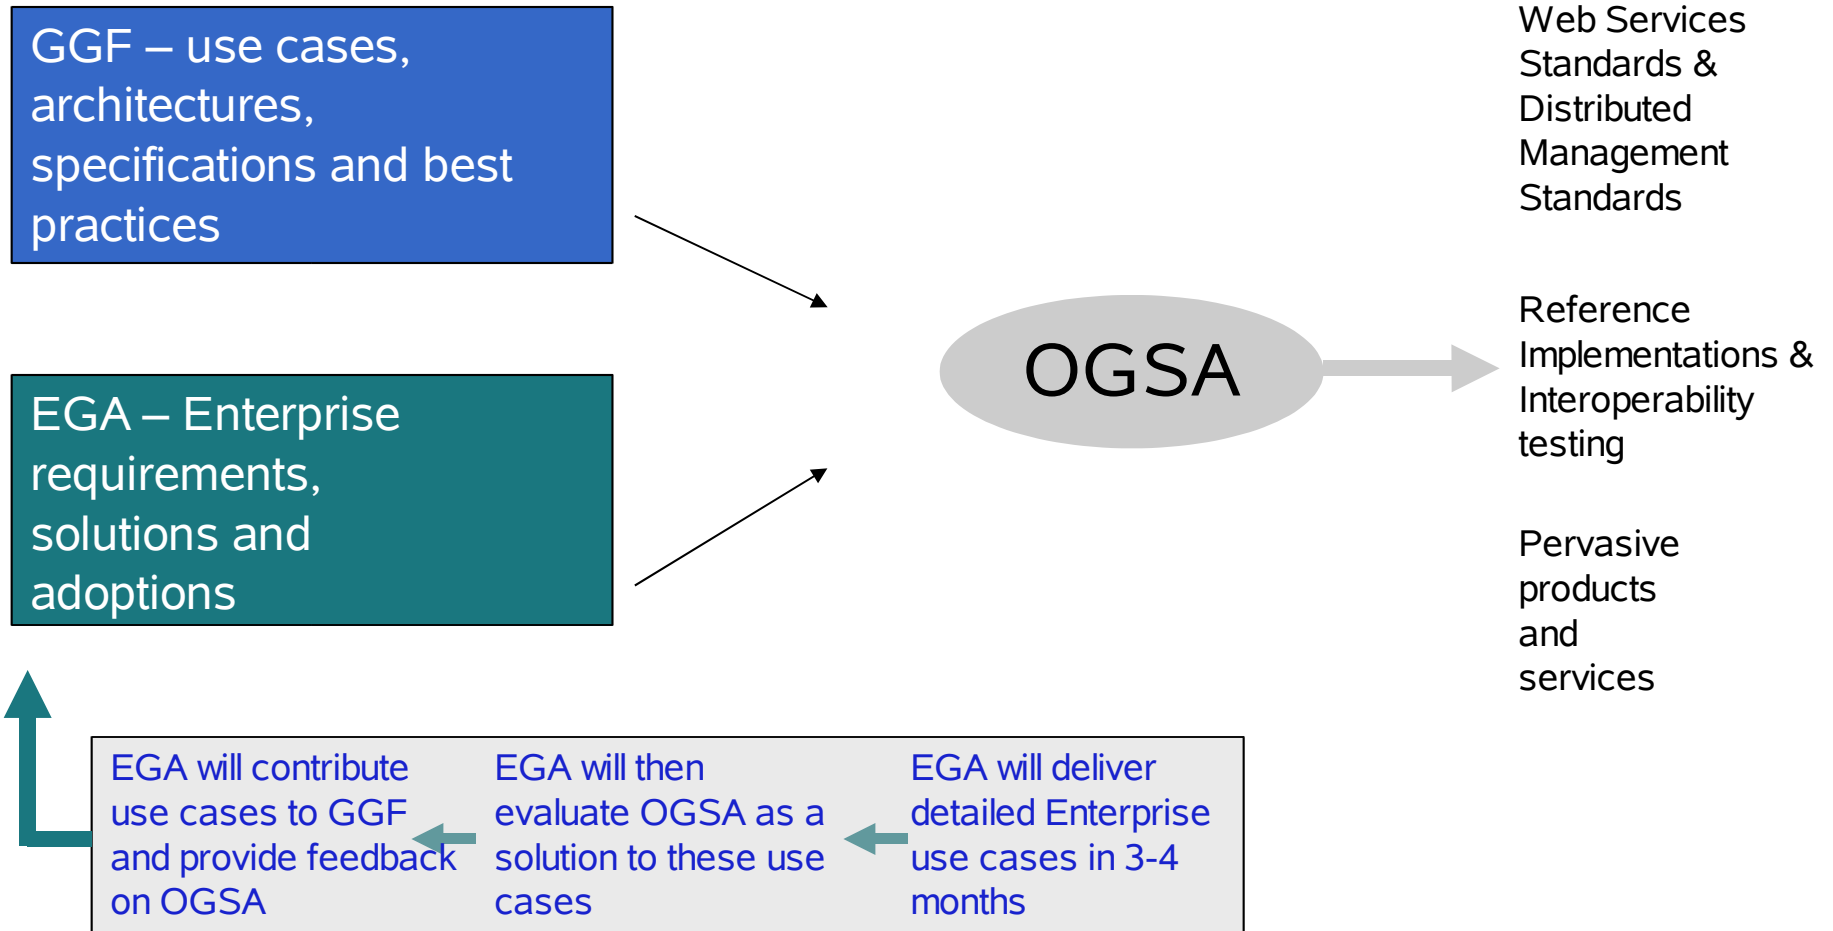 GGF – use cases,
architectures,
specifications and best
practices
EGA – Enterprise
requirements,
solutions and
adoptions
OGSA
Web Services
Standards &
Distributed
Management
Standards
Reference
Implementations &
Interoperability
testing
Pervasive
products
and
services
EGA will contribute
use cases to GGF
and provide feedback
on OGSA
EGA will then
evaluate OGSA as a
solution to these use
cases
EGA will deliver
detailed Enterprise
use cases in 3-4
months